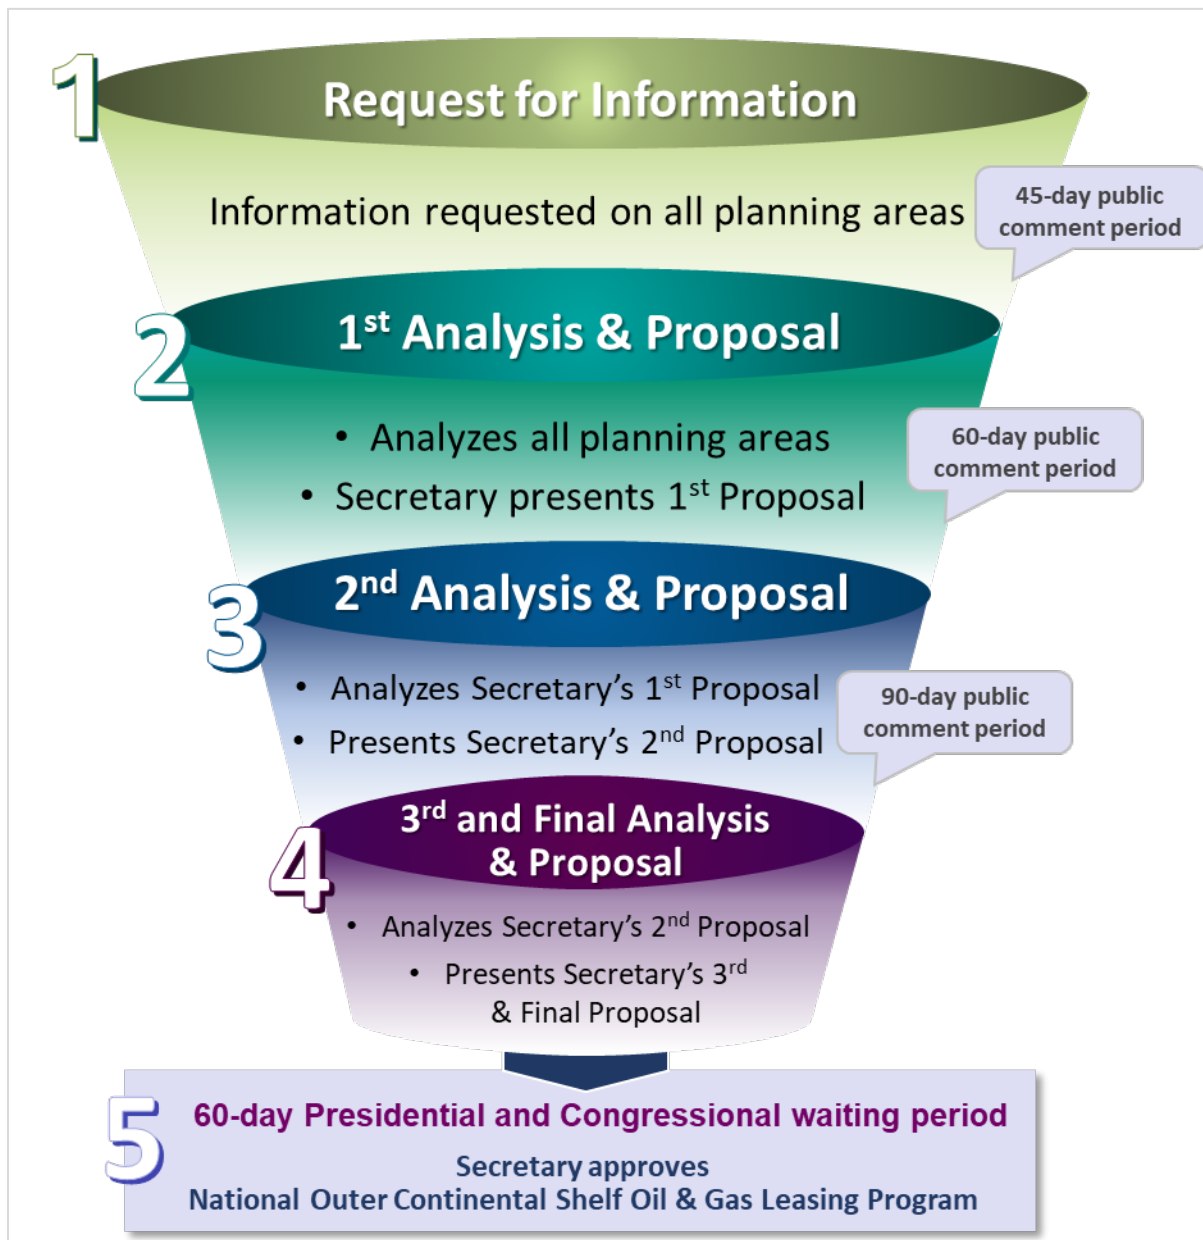 1
Request for Information
Information requested on all planning areas
45-day public
comment period
2
1st Analysis & Proposal
• Analyzes all planning areas
• Secretary presents 1st Proposal
60-day public
comment period
3
2nd Analysis & Proposal
• Analyzes Secretary’s 1st Proposal
• Presents Secretary’s 2nd Proposal
90-day public
comment period
4
3rd and Final Analysis
& Proposal
• Analyzes Secretary’s 2nd Proposal
• Presents Secretary’s 3rd
& Final Proposal
5
60-day Presidential and Congressional waiting period
Secretary approves
National Outer Continental Shelf Oil & Gas Leasing Program